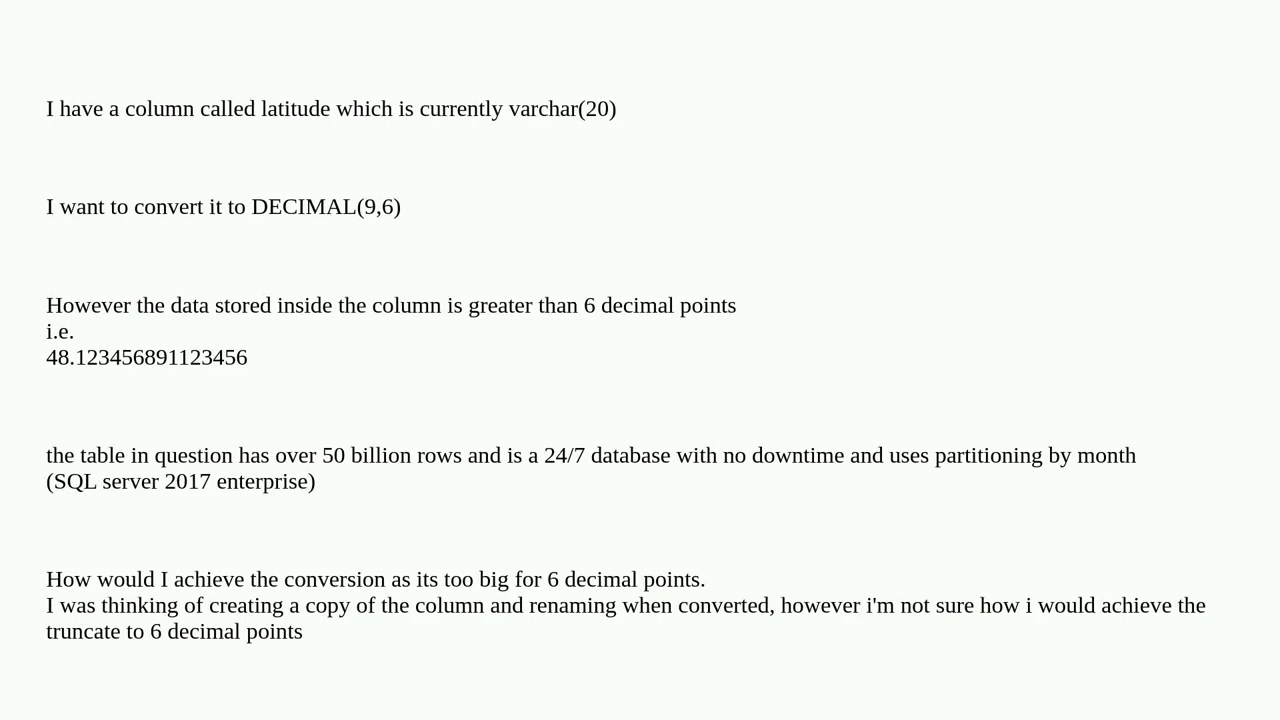 I have a column called latitude which is currently varchar(20)
I want to convert it to DECIMAL(9,6)
However the data stored inside the column is greater than 6 decimal points
i.e.
48.123456891123456
the table in question has over 50 billion rows and is a 24/7 database with no downtime and uses partitioning by month
(SQL server 2017 enterprise)
How would I achieve the conversion as its too big for 6 decimal points.
I was thinking of creating a copy of the column and renaming when converted, however i'm not sure how i would achieve the
truncate to 6 decimal points